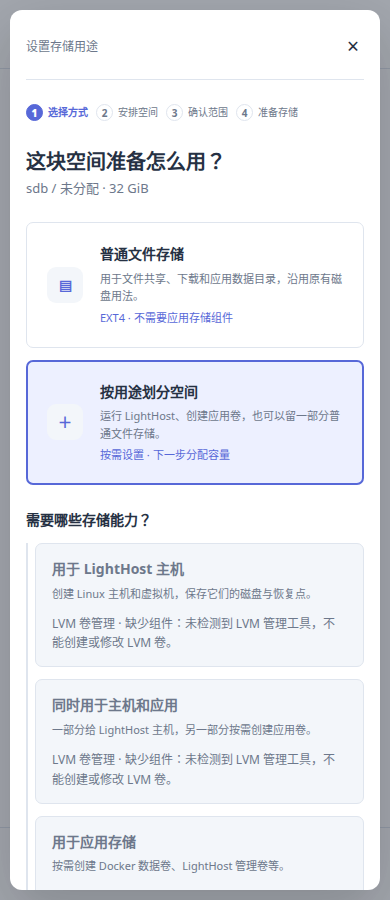 设置存储用途
✕
1 选择方式 2 安排空间 3 确认范围 4 准备存储
这块空间准备怎么用？
sdb / 未分配 · 32 GiB
普通文件存储
用于文件共享、下载和应用数据目录，沿用原有磁
盘用法。
EXT4 · 不需要应用存储组件
按用途划分空间
运行 LightHost、创建应用卷，也可以留一部分普
通文件存储。
按需设置 · 下一步分配容量
需要哪些存储能力？
用于 LightHost 主机
创建 Linux 主机和虚拟机，保存它们的磁盘与恢复点。
LVM 卷管理 · 缺少组件：未检测到 LVM 管理工具，不
能创建或修改 LVM 卷。
同时用于主机和应用
一部分给 LightHost 主机，另一部分按需创建应用卷。
LVM 卷管理 · 缺少组件：未检测到 LVM 管理工具，不
能创建或修改 LVM 卷。
用于应用存储
按需创建 Docker 数据卷、LightHost 管理卷等。